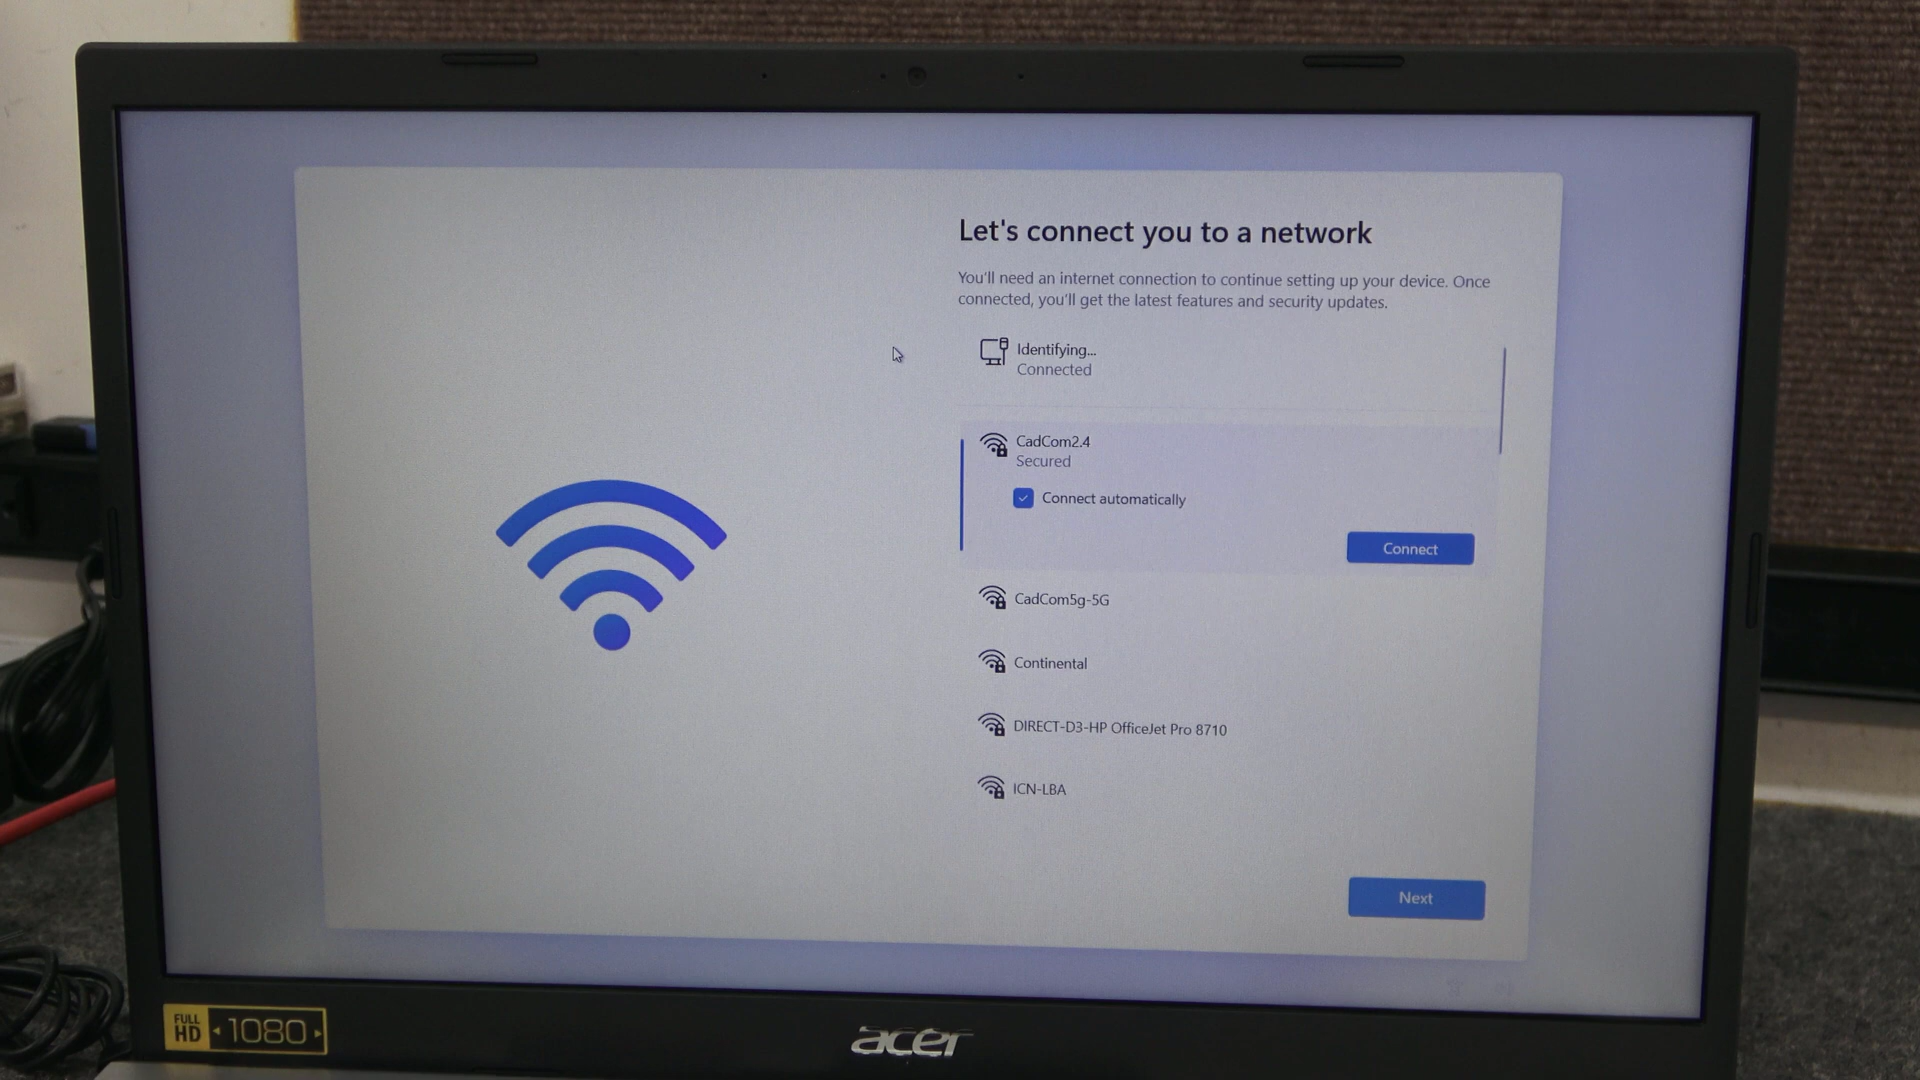 Let's connect you to a network
You'll need an internet connection to continue setting up your device. Once
connected, you'll get the latest features and security updates.
Identifying...
Connected
CadCom2.4
Secured
Connect automatically
Connect
CadCom5g-5G
Continental
DIRECT-D3-HP OfficeJet Pro 8710
ICN-LBA
Next
FULL
HD
1080
acer